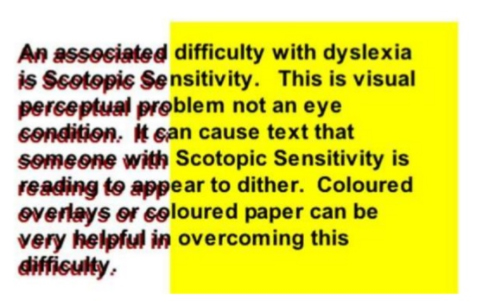 An associated difficulty with dyslexia
is Scotopic Sensitivity.   This is visual
perceptual problem not an eye
condition.  It can cause text that
someone with Scotopic Sensitivity is
reading to appear to dither.  Coloured
overlays or coloured paper can be
very helpful in overcoming this
difficulty.